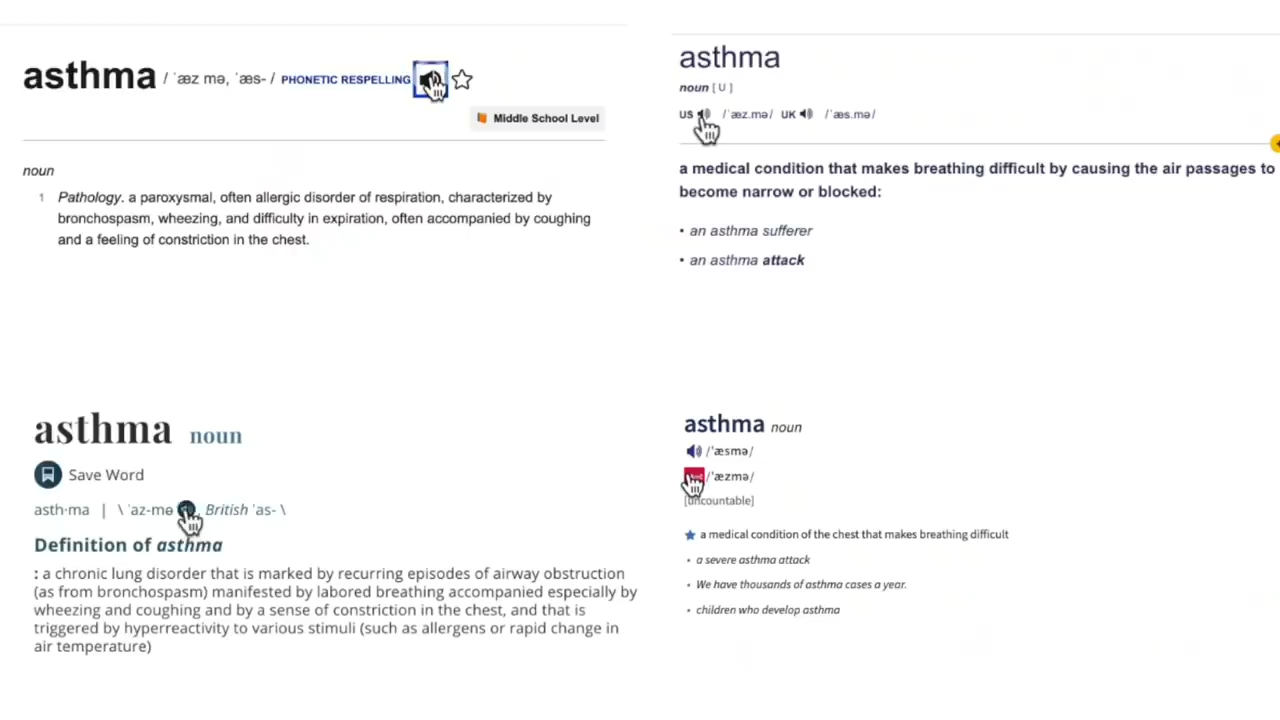 asthma / ˈæz mə, ˈæs- / PHONETIC RESPELLING
Middle School Level
noun
1 Pathology. a paroxysmal, often allergic disorder of respiration, characterized by
bronchospasm, wheezing, and difficulty in expiration, often accompanied by coughing
and a feeling of constriction in the chest.
asthma
noun [ U ]
US /ˈæz.mə/ UK /ˈæs.mə/
a medical condition that makes breathing difficult by causing the air passages to
become narrow or blocked:
• an asthma sufferer
• an asthma attack
asthma noun
Save Word
asth·ma | \ ˈaz-mə , British ˈas- \
Definition of asthma
: a chronic lung disorder that is marked by recurring episodes of airway obstruction
(as from bronchospasm) manifested by labored breathing accompanied especially by
wheezing and coughing and by a sense of constriction in the chest, and that is
triggered by hyperreactivity to various stimuli (such as allergens or rapid change in
air temperature)
asthma noun
/ˈæsmə/
/ˈæzmə/
[uncountable]
a medical condition of the chest that makes breathing difficult
• a severe asthma attack
• We have thousands of asthma cases a year.
• children who develop asthma